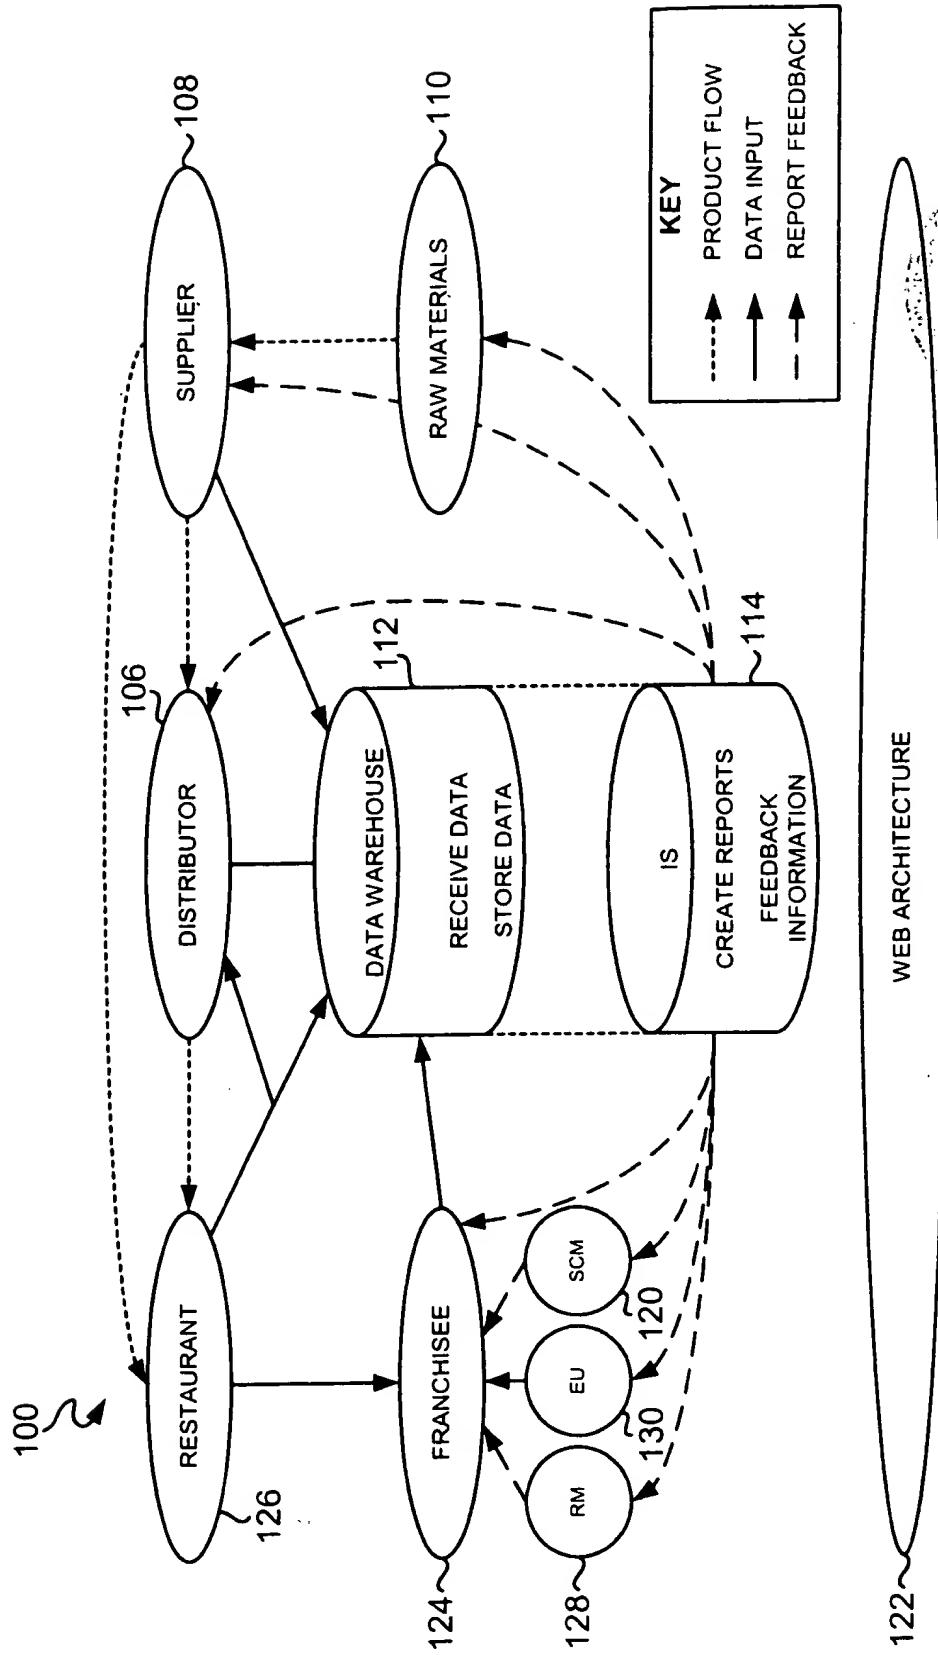 100
RESTAURANT
126
DISTRIBUTOR
106
SUPPLIER
108
FRANCHISEE
124
DATA WAREHOUSE
RECEIVE DATA
STORE DATA
112
RAW MATERIALS
110
RM
128
EU
130
SCM
120
IS
CREATE REPORTS
FEEDBACK
INFORMATION
114
KEY
PRODUCT FLOW
DATA INPUT
REPORT FEEDBACK
WEB ARCHITECTURE
122